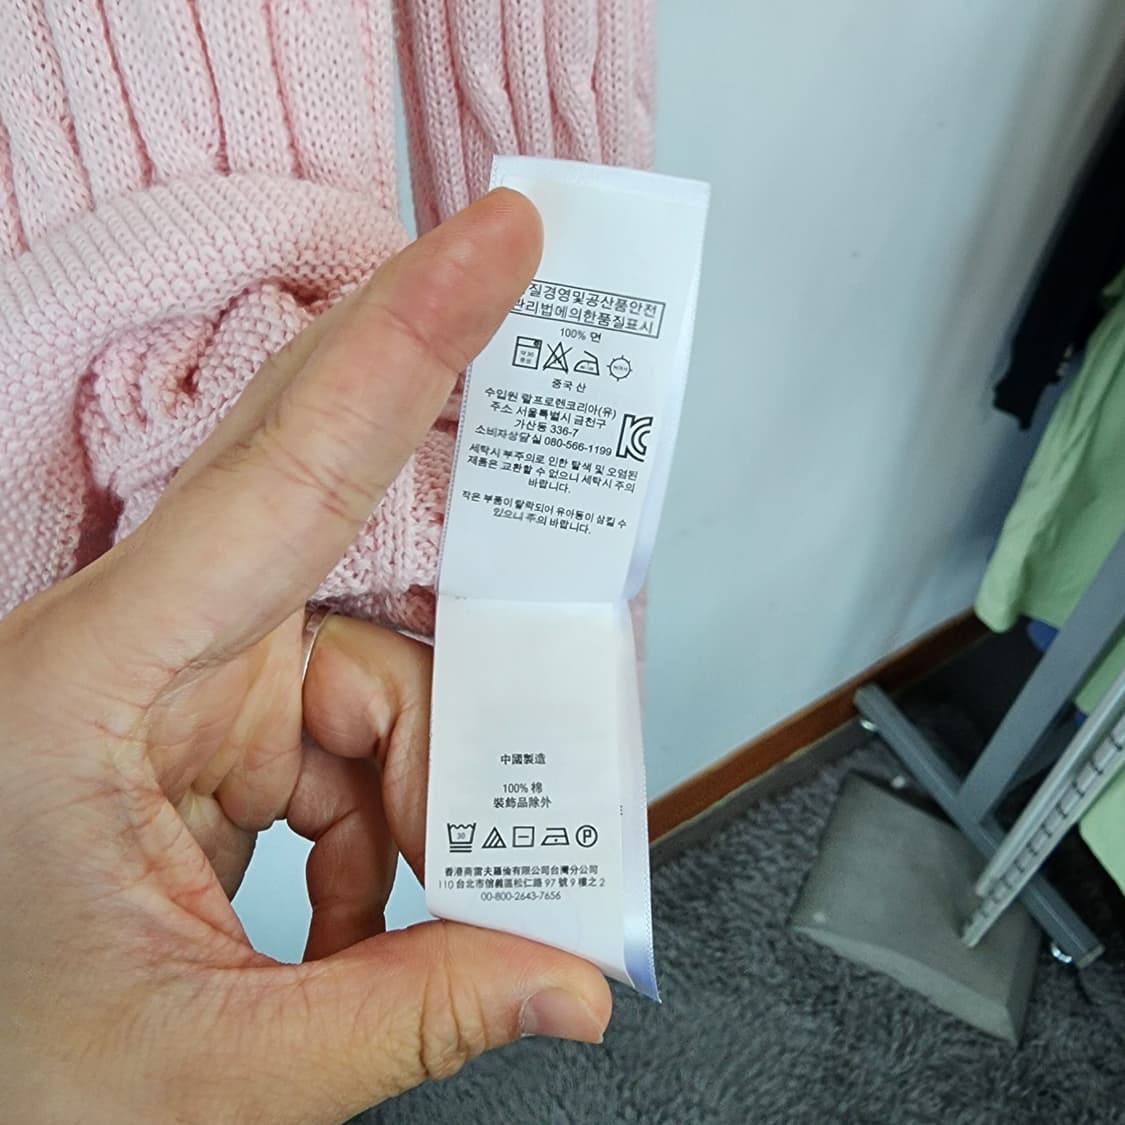 질경영및공산품안전
관리법에의한품질표시
100% 면
중국 산
수입원 랄프로렌코리아(유)
주소 서울특별시 금천구
가산동 336-7
소비자상담실 080-566-1199
세탁시 부주의로 인한 탈색 및 오염된
제품은 교환할 수 없으니 세탁시 주의
바랍니다.
작은 부품이 탈락되어 유아동이 삼킬 수
있으니 주의 바랍니다.
中國製造
100% 棉
裝飾品除外
30
P
香港商雷夫羅倫有限公司台灣分公司
110 台北市信義區松仁路 97 號 9 樓之 2
00-800-2643-7656